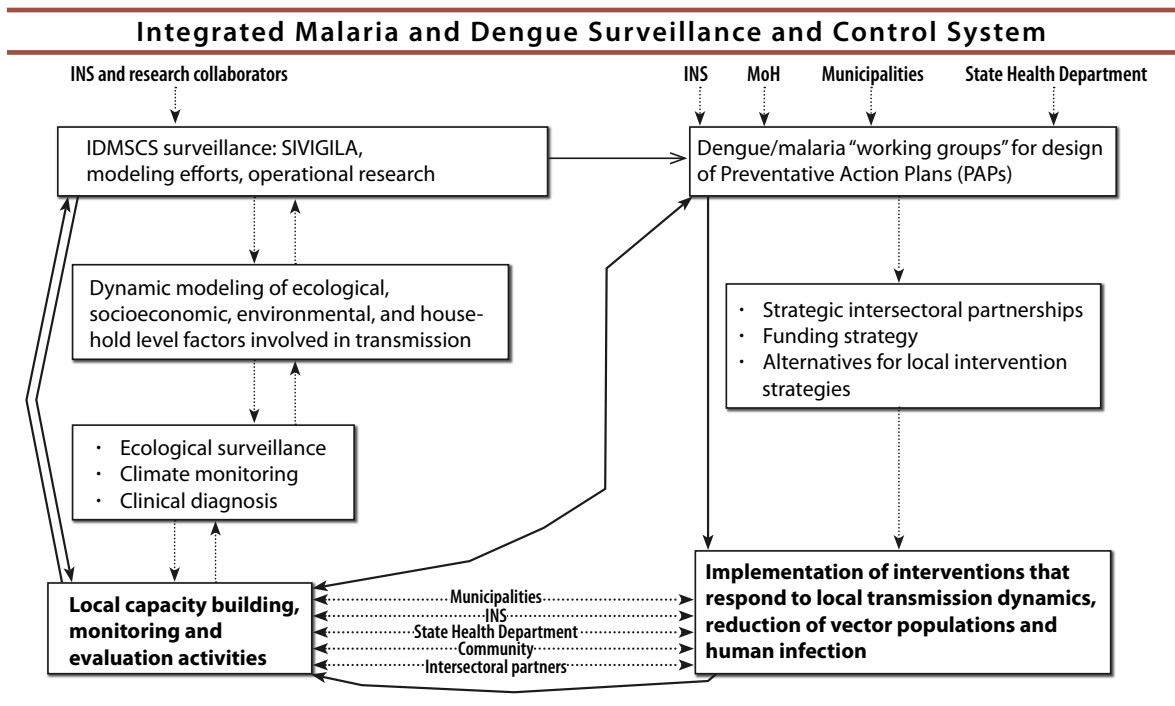 Integrated Malaria and Dengue Surveillance and Control System
INS and research collaborators
INS
MoH
Municipalities
State Health Department
IDMSCS surveillance: SIVIGILA,
modeling efforts, operational research
Dengue/malaria “working groups” for design
of Preventative Action Plans (PAPs)
Dynamic modeling of ecological,
socioeconomic, environmental, and house-
hold level factors involved in transmission
· Strategic intersectoral partnerships
· Funding strategy
· Alternatives for local intervention
strategies
· Ecological surveillance
· Climate monitoring
· Clinical diagnosis
Local capacity building,
monitoring and
evaluation activities
Municipalities
INS
State Health Department
Community
Intersectoral partners
Implementation of interventions that
respond to local transmission dynamics,
reduction of vector populations and
human infection